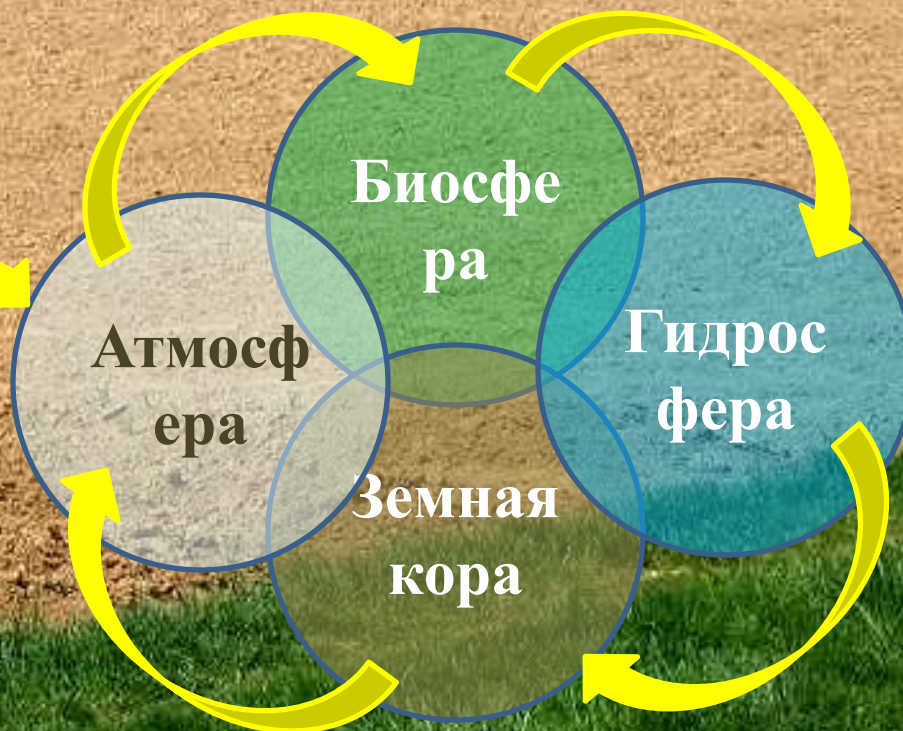 Биосфе
ра
Атмосф
ера
Гидрос
фера
Земная
кора